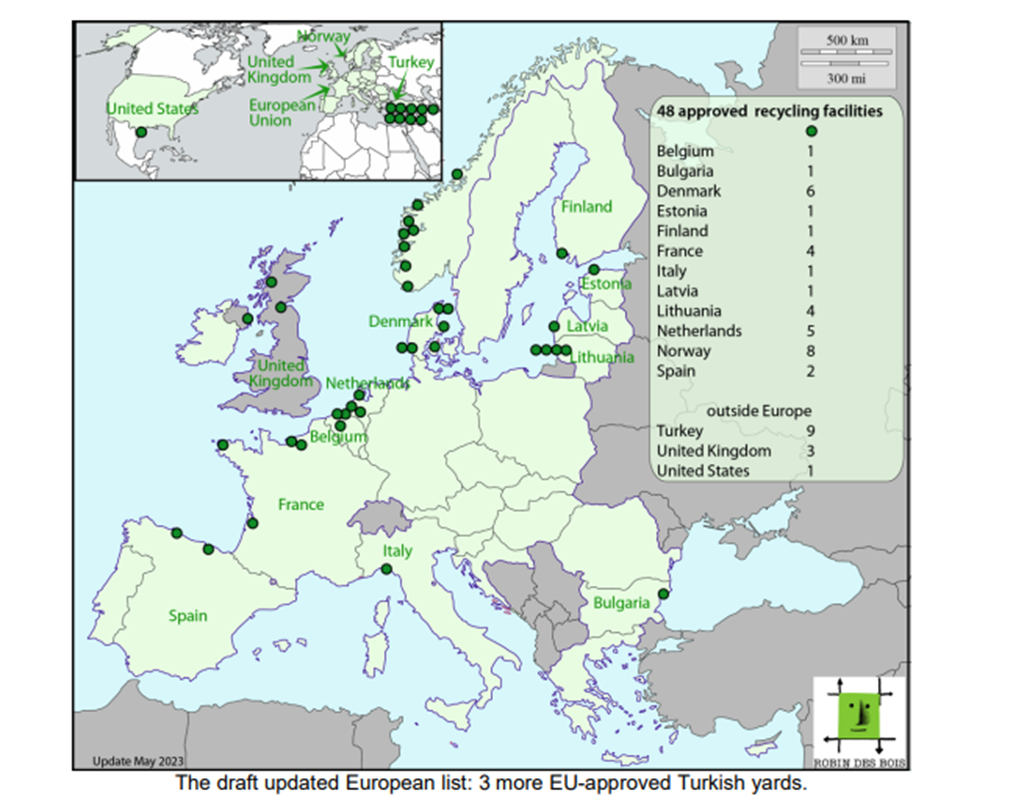 Norway
United
Kingdom
Turkey
European
Union
United States
500 km
300 mi
48 approved recycling facilities
Belgium 1
Bulgaria 1
Denmark 6
Estonia 1
Finland 1
France 4
Italy 1
Latvia 1
Lithuania 4
Netherlands 5
Norway 8
Spain 2
outside Europe
Turkey 9
United Kingdom 3
United States 1
Finland
Estonia
Denmark
Latvia
Lithuania
United
Kingdom
Netherlands
Belgium
France
Italy
Bulgaria
Spain
Update May 2023
ROBIN DES BOIS
The draft updated European list: 3 more EU-approved Turkish yards.